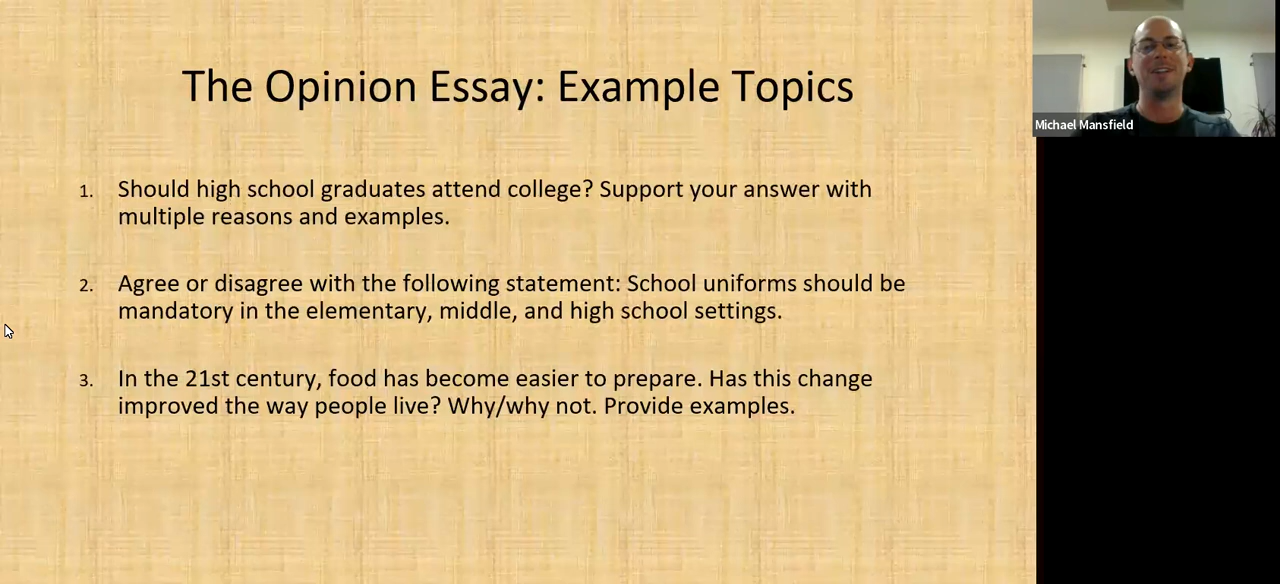 The Opinion Essay: Example Topics
Michael Mansfield
1. Should high school graduates attend college? Support your answer with
multiple reasons and examples.
2. Agree or disagree with the following statement: School uniforms should be
mandatory in the elementary, middle, and high school settings.
3. In the 21st century, food has become easier to prepare. Has this change
improved the way people live? Why/why not. Provide examples.